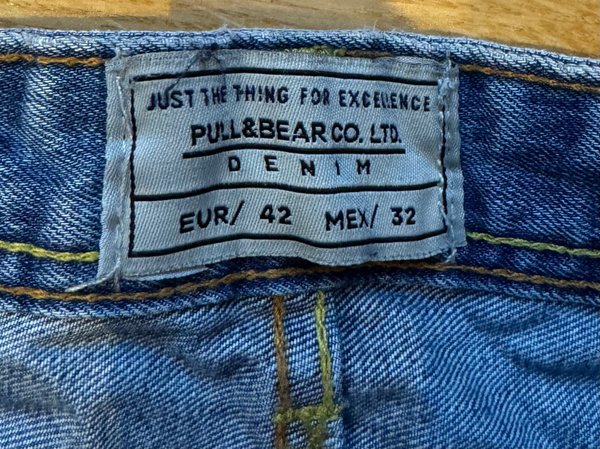 JUST THE THING FOR EXCELLENCE
PULL&BEAR CO. LTD.
DENIM
EUR/ 42 MEX/ 32